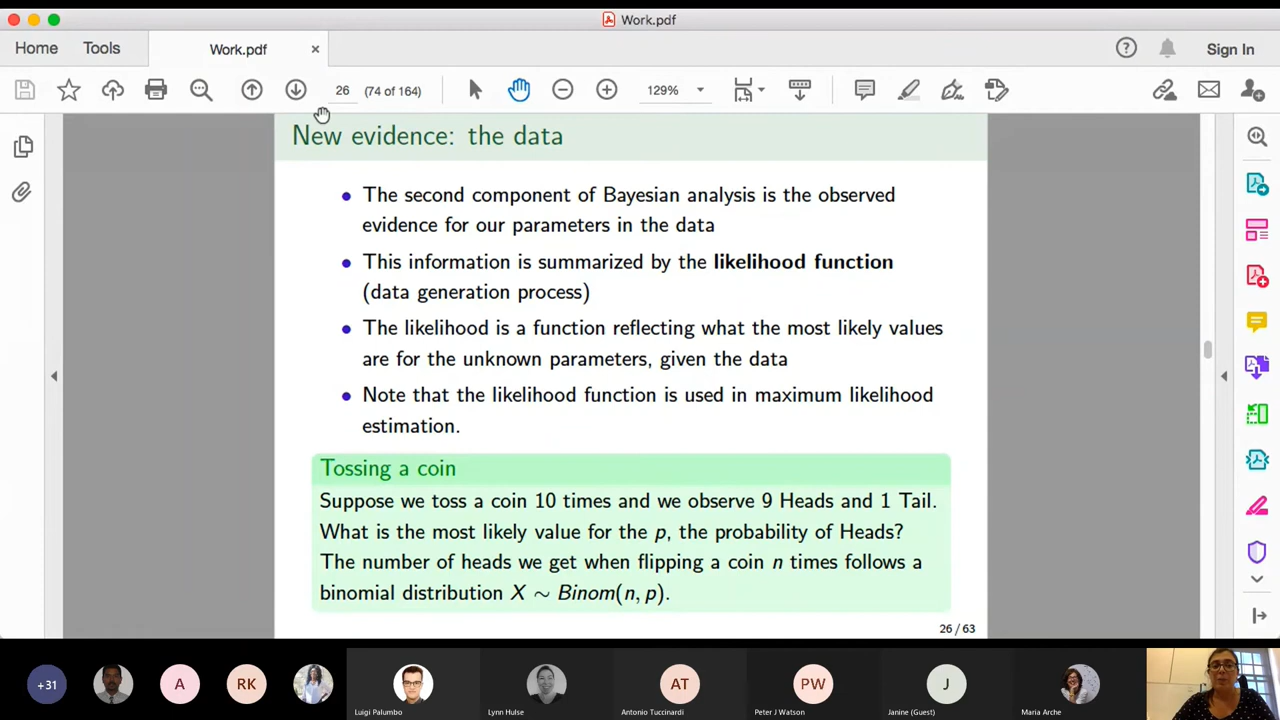 Work.pdf
Home
Tools
Work.pdf
×
Sign In
26
(74 of 164)
129%
New evidence: the data
• The second component of Bayesian analysis is the observed
evidence for our parameters in the data
• This information is summarized by the likelihood function
(data generation process)
• The likelihood is a function reflecting what the most likely values
are for the unknown parameters, given the data
• Note that the likelihood function is used in maximum likelihood
estimation.
Tossing a coin
Suppose we toss a coin 10 times and we observe 9 Heads and 1 Tail.
What is the most likely value for the p, the probability of Heads?
The number of heads we get when flipping a coin n times follows a
binomial distribution X ∼ Binom(n, p).
26 / 63
+31
A
RK
AT
PW
J
Luigi Palumbo
Lynn Hulse
Antonio Tuccinardi
Peter J Watson
Janine (Guest)
Maria Arche